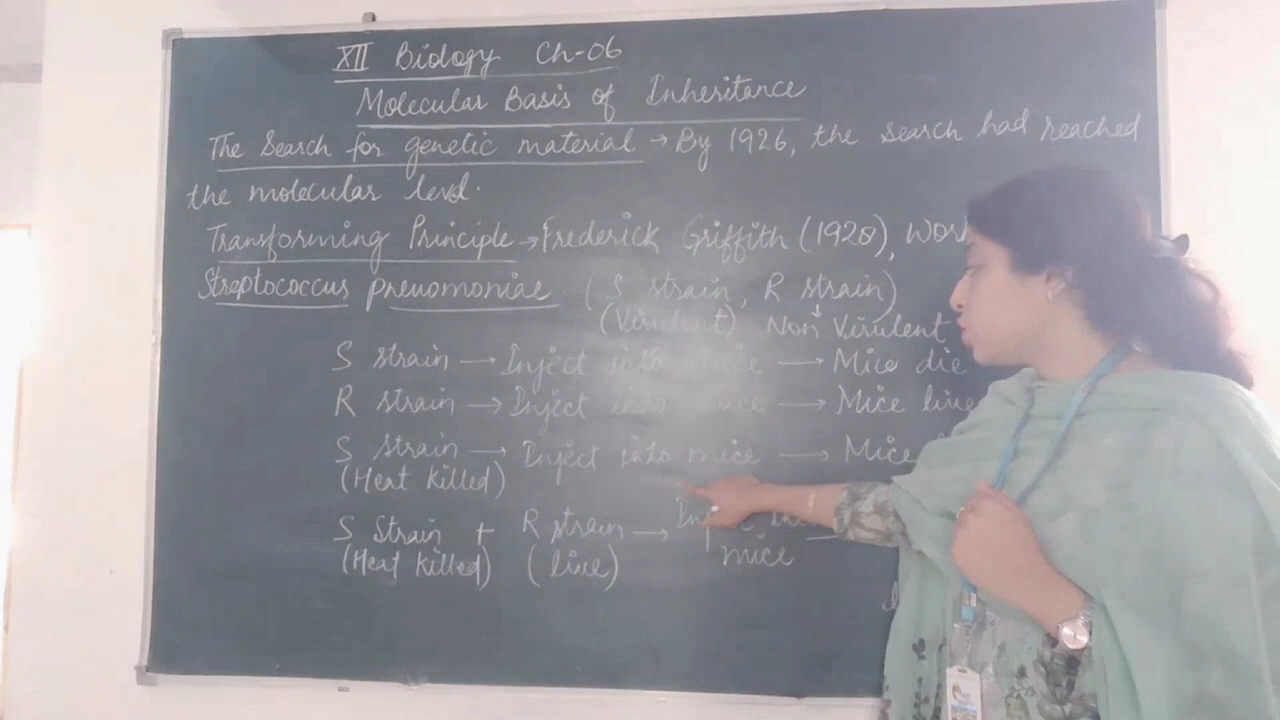 XII Biology Ch-06
Molecular Basis of Inheritance
The Search for genetic material → By 1926, the search had reached
the molecular level.
Transforming Principle → Frederick Griffith (1928),
Streptococcus pneuomoniae (S strain, R strain)
(Virulent) Non Virulent
S strain → Inject into mice → Mice die
R strain → Inject into mice → Mice live
S strain → Inject into mice → Mice
(Heat killed)
S Strain + R strain →
(Heat killed) (live) mice →